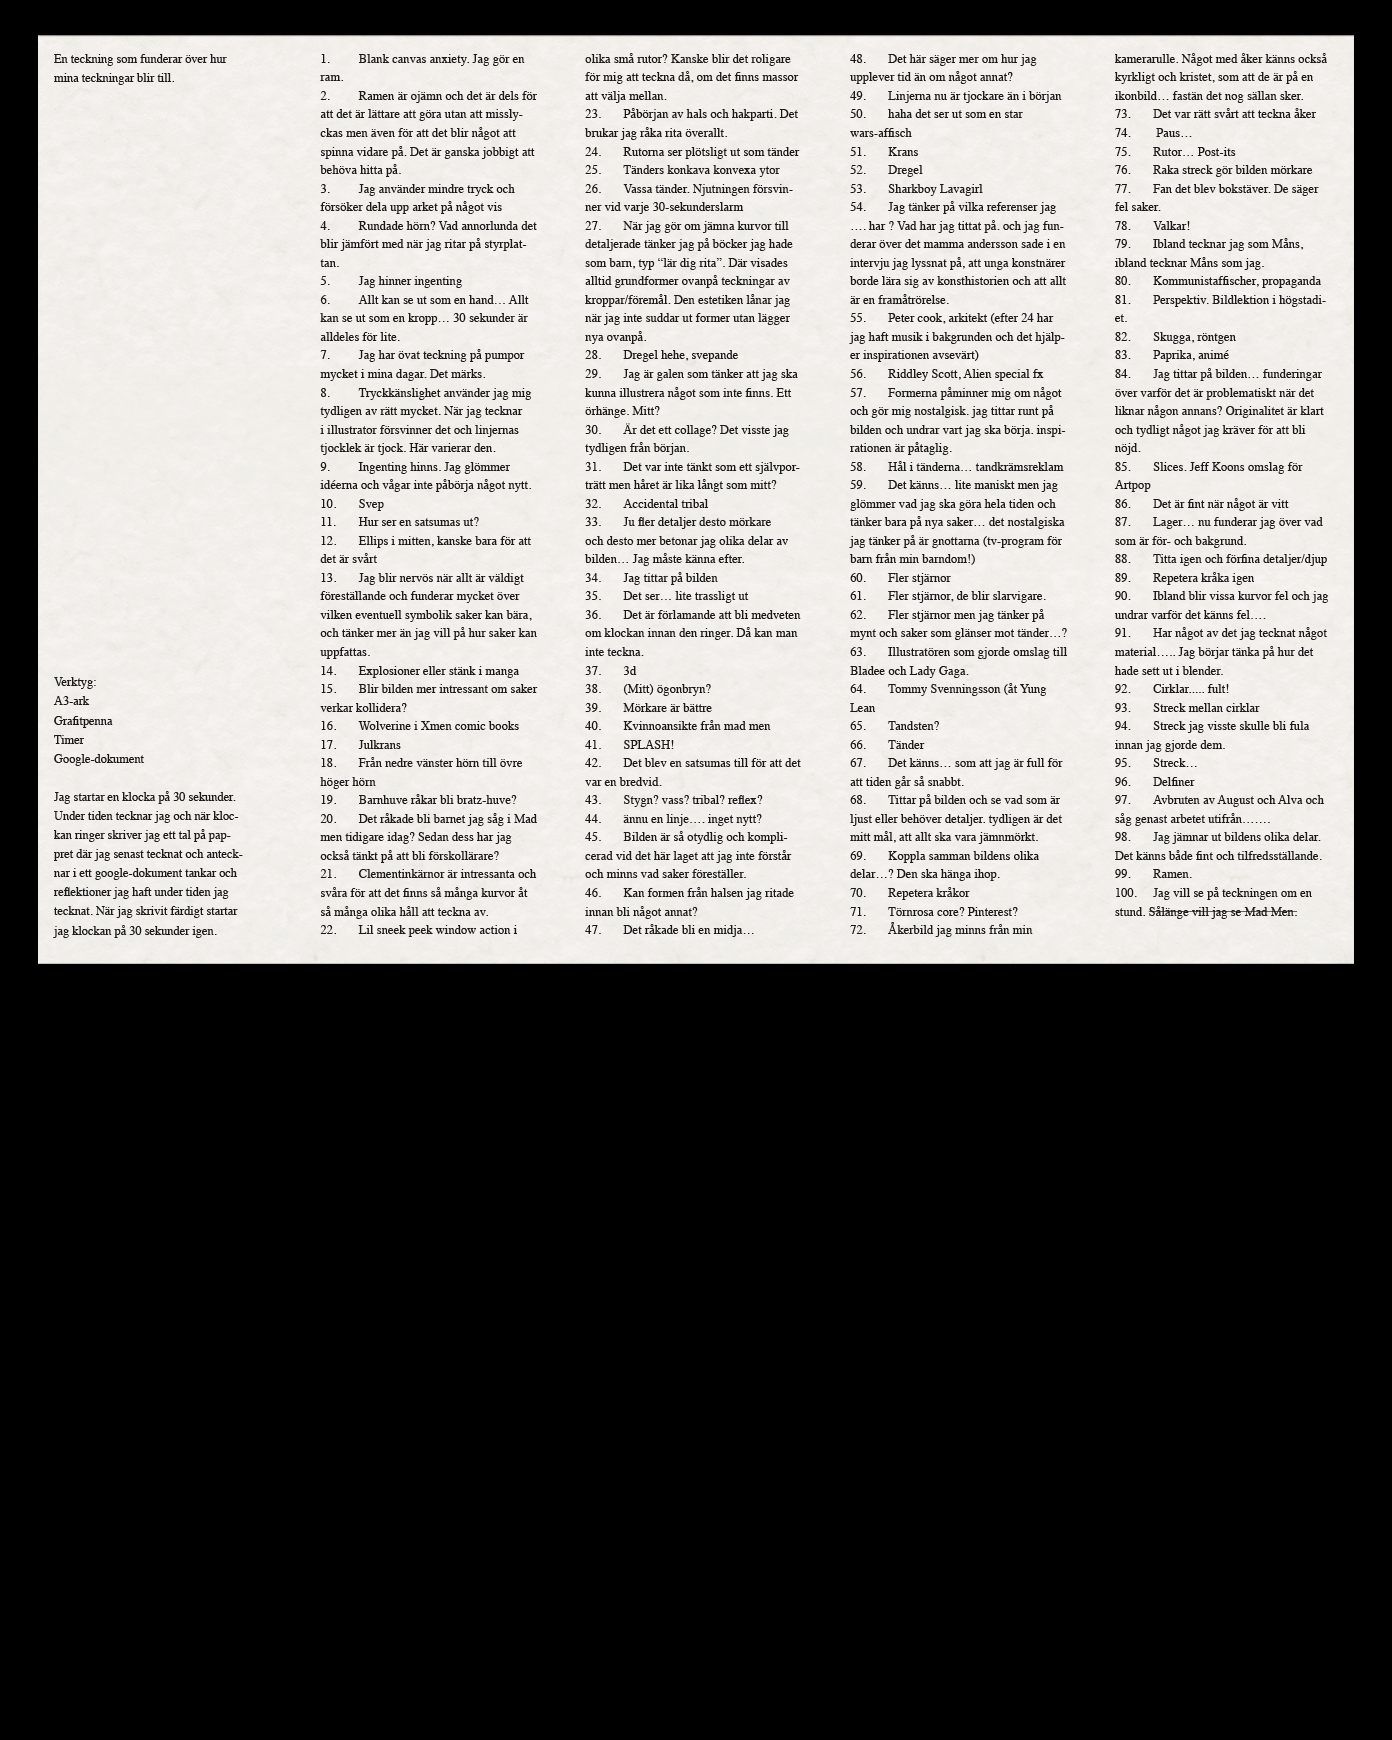 En teckning som funderar över hur
mina teckningar blir till.
Verktyg:
A3-ark
Grafitpenna
Timer
Google-dokument
Jag startar en klocka på 30 sekunder.
Under tiden tecknar jag och när kloc-
kan ringer skriver jag ett tal på pap-
pret där jag senast tecknat och anteck-
nar i ett google-dokument tankar och
reflektioner jag haft under tiden jag
tecknat. När jag skrivit färdigt startar
jag klockan på 30 sekunder igen.
1. Blank canvas anxiety. Jag gör en
ram.
2. Ramen är ojämn och det är dels för
att det är lättare att göra utan att missly-
ckas men även för att det blir något att
spinna vidare på. Det är ganska jobbigt att
behöva hitta på.
3. Jag använder mindre tryck och
försöker dela upp arket på något vis
4. Rundade hörn? Vad annorlunda det
blir jämfört med när jag ritar på styrplat-
tan.
5. Jag hinner ingenting
6. Allt kan se ut som en hand… Allt
kan se ut som en kropp… 30 sekunder är
alldeles för lite.
7. Jag har övat teckning på pumpor
mycket i mina dagar. Det märks.
8. Tryckkänslighet använder jag mig
tydligen av rätt mycket. När jag tecknar
i illustrator försvinner det och linjernas
tjocklek är tjock. Här varierar den.
9. Ingenting hinns. Jag glömmer
idéerna och vågar inte påbörja något nytt.
10. Svep
11. Hur ser en satsumas ut?
12. Ellips i mitten, kanske bara för att
det är svårt
13. Jag blir nervös när allt är väldigt
föreställande och funderar mycket över
vilken eventuell symbolik saker kan bära,
och tänker mer än jag vill på hur saker kan
uppfattas.
14. Explosioner eller stänk i manga
15. Blir bilden mer intressant om saker
verkar kollidera?
16. Wolverine i Xmen comic books
17. Julkrans
18. Från nedre vänster hörn till övre
höger hörn
19. Barnhuve råkar bli bratz-huve?
20. Det råkade bli barnet jag såg i Mad
men tidigare idag? Sedan dess har jag
också tänkt på att bli förskollärare?
21. Clementinkärnor är intressanta och
svåra för att det finns så många kurvor åt
så många olika håll att teckna av.
22. Lil sneek peek window action i
olika små rutor? Kanske blir det roligare
för mig att teckna då, om det finns massor
att välja mellan.
23. Påbörjan av hals och hakparti. Det
brukar jag råka rita överallt.
24. Rutorna ser plötsligt ut som tänder
25. Tänders konkava konvexa ytor
26. Vassa tänder. Njutningen försvin-
ner vid varje 30-sekunderslarm
27. När jag gör om jämna kurvor till
detaljerade tänker jag på böcker jag hade
som barn, typ “lär dig rita”. Där visades
alltid grundformer ovanpå teckningar av
kroppar/föremål. Den estetiken lånar jag
när jag inte suddar ut former utan lägger
nya ovanpå.
28. Dregel hehe, svepande
29. Jag är galen som tänker att jag ska
kunna illustrera något som inte finns. Ett
örhänge. Mitt?
30. Är det ett collage? Det visste jag
tydligen från början.
31. Det var inte tänkt som ett självpor-
trätt men håret är lika långt som mitt?
32. Accidental tribal
33. Ju fler detaljer desto mörkare
och desto mer betonar jag olika delar av
bilden… Jag måste känna efter.
34. Jag tittar på bilden
35. Det ser… lite trassligt ut
36. Det är förlamande att bli medveten
om klockan innan den ringer. Då kan man
inte teckna.
37. 3d
38. (Mitt) ögonbryn?
39. Mörkare är bättre
40. Kvinnoansikte från mad men
41. SPLASH!
42. Det blev en satsumas till för att det
var en bredvid.
43. Stygn? vass? tribal? reflex?
44. ännu en linje…. inget nytt?
45. Bilden är så otydlig och kompli-
cerad vid det här laget att jag inte förstår
och minns vad saker föreställer.
46. Kan formen från halsen jag ritade
innan bli något annat?
47. Det råkade bli en midja…
48. Det här säger mer om hur jag
upplever tid än om något annat?
49. Linjerna nu är tjockare än i början
50. haha det ser ut som en star
wars-affisch
51. Krans
52. Dregel
53. Sharkboy Lavagirl
54. Jag tänker på vilka referenser jag
…. har ? Vad har jag tittat på. och jag fun-
derar över det mamma andersson sade i en
intervju jag lyssnat på, att unga konstnärer
borde lära sig av konsthistorien och att allt
är en framåtrörelse.
55. Peter cook, arkitekt (efter 24 har
jag haft musik i bakgrunden och det hjälp-
er inspirationen avsevärt)
56. Riddley Scott, Alien special fx
57. Formerna påminner mig om något
och gör mig nostalgisk. jag tittar runt på
bilden och undrar vart jag ska börja. inspi-
rationen är påtaglig.
58. Hål i tänderna… tandkrämsreklam
59. Det känns… lite maniskt men jag
glömmer vad jag ska göra hela tiden och
tänker bara på nya saker… det nostalgiska
jag tänker på är gnottarna (tv-program för
barn från min barndom!)
60. Fler stjärnor
61. Fler stjärnor, de blir slarvigare.
62. Fler stjärnor men jag tänker på
mynt och saker som glänser mot tänder…?
63. Illustratören som gjorde omslag till
Bladee och Lady Gaga.
64. Tommy Svenningsson (åt Yung
Lean
65. Tandsten?
66. Tänder
67. Det känns… som att jag är full för
att tiden går så snabbt.
68. Tittar på bilden och se vad som är
ljust eller behöver detaljer. tydligen är det
mitt mål, att allt ska vara jämnmörkt.
69. Koppla samman bildens olika
delar…? Den ska hänga ihop.
70. Repetera kråkor
71. Törnrosa core? Pinterest?
72. Åkerbild jag minns från min
kamerarulle. Något med åker känns också
kyrkligt och kristet, som att de är på en
ikonbild… fastän det nog sällan sker.
73. Det var rätt svårt att teckna åker
74. Paus…
75. Rutor… Post-its
76. Raka streck gör bilden mörkare
77. Fan det blev bokstäver. De säger
fel saker.
78. Valkar!
79. Ibland tecknar jag som Måns,
ibland tecknar Måns som jag.
80. Kommunistaffischer, propaganda
81. Perspektiv. Bildlektion i högstadi-
et.
82. Skugga, röntgen
83. Paprika, animé
84. Jag tittar på bilden… funderingar
över varför det är problematiskt när det
liknar någon annans? Originalitet är klart
och tydligt något jag kräver för att bli
nöjd.
85. Slices. Jeff Koons omslag för
Artpop
86. Det är fint när något är vitt
87. Lager… nu funderar jag över vad
som är för- och bakgrund.
88. Titta igen och förfina detaljer/djup
89. Repetera kråka igen
90. Ibland blir vissa kurvor fel och jag
undrar varför det känns fel….
91. Har något av det jag tecknat något
material….. Jag börjar tänka på hur det
hade sett ut i blender.
92. Cirklar..... fult!
93. Streck mellan cirklar
94. Streck jag visste skulle bli fula
innan jag gjorde dem.
95. Streck…
96. Delfiner
97. Avbruten av August och Alva och
såg genast arbetet utifrån…….
98. Jag jämnar ut bildens olika delar.
Det känns både fint och tilfredsställande.
99. Ramen.
100. Jag vill se på teckningen om en
stund. Sålänge vill jag se Mad Men.